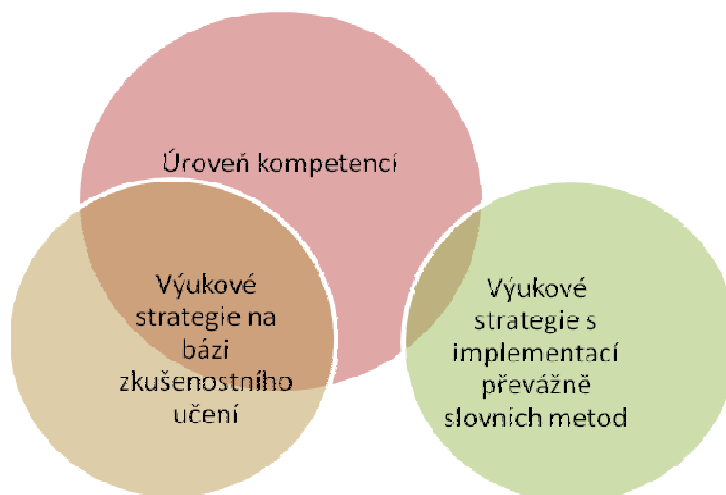 Úroveň kompetencí
Výukové
strategie na
bázi
zkušenostního
učení
Výukové
strategie s
implementací
převážně
slovních metod